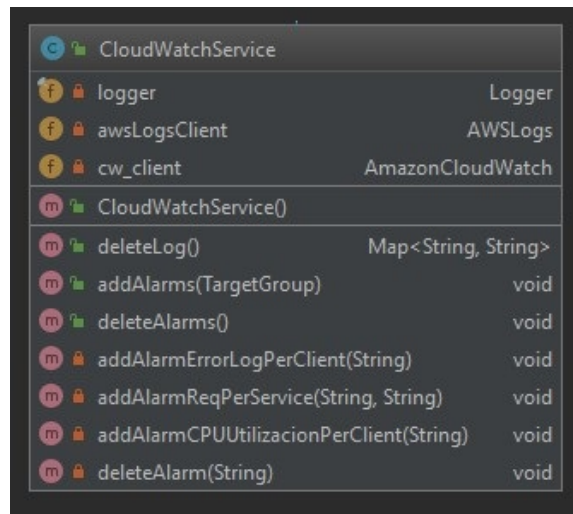 C CloudWatchService
f logger Logger
f awsLogsClient AWSLogs
f cw_client AmazonCloudWatch
m CloudWatchService()
m deleteLog() Map<String, String>
m addAlarms(TargetGroup) void
m deleteAlarms() void
m addAlarmErrorLogPerClient(String) void
m addAlarmReqPerService(String, String) void
m addAlarmCPUUtilizacionPerClient(String) void
m deleteAlarm(String) void